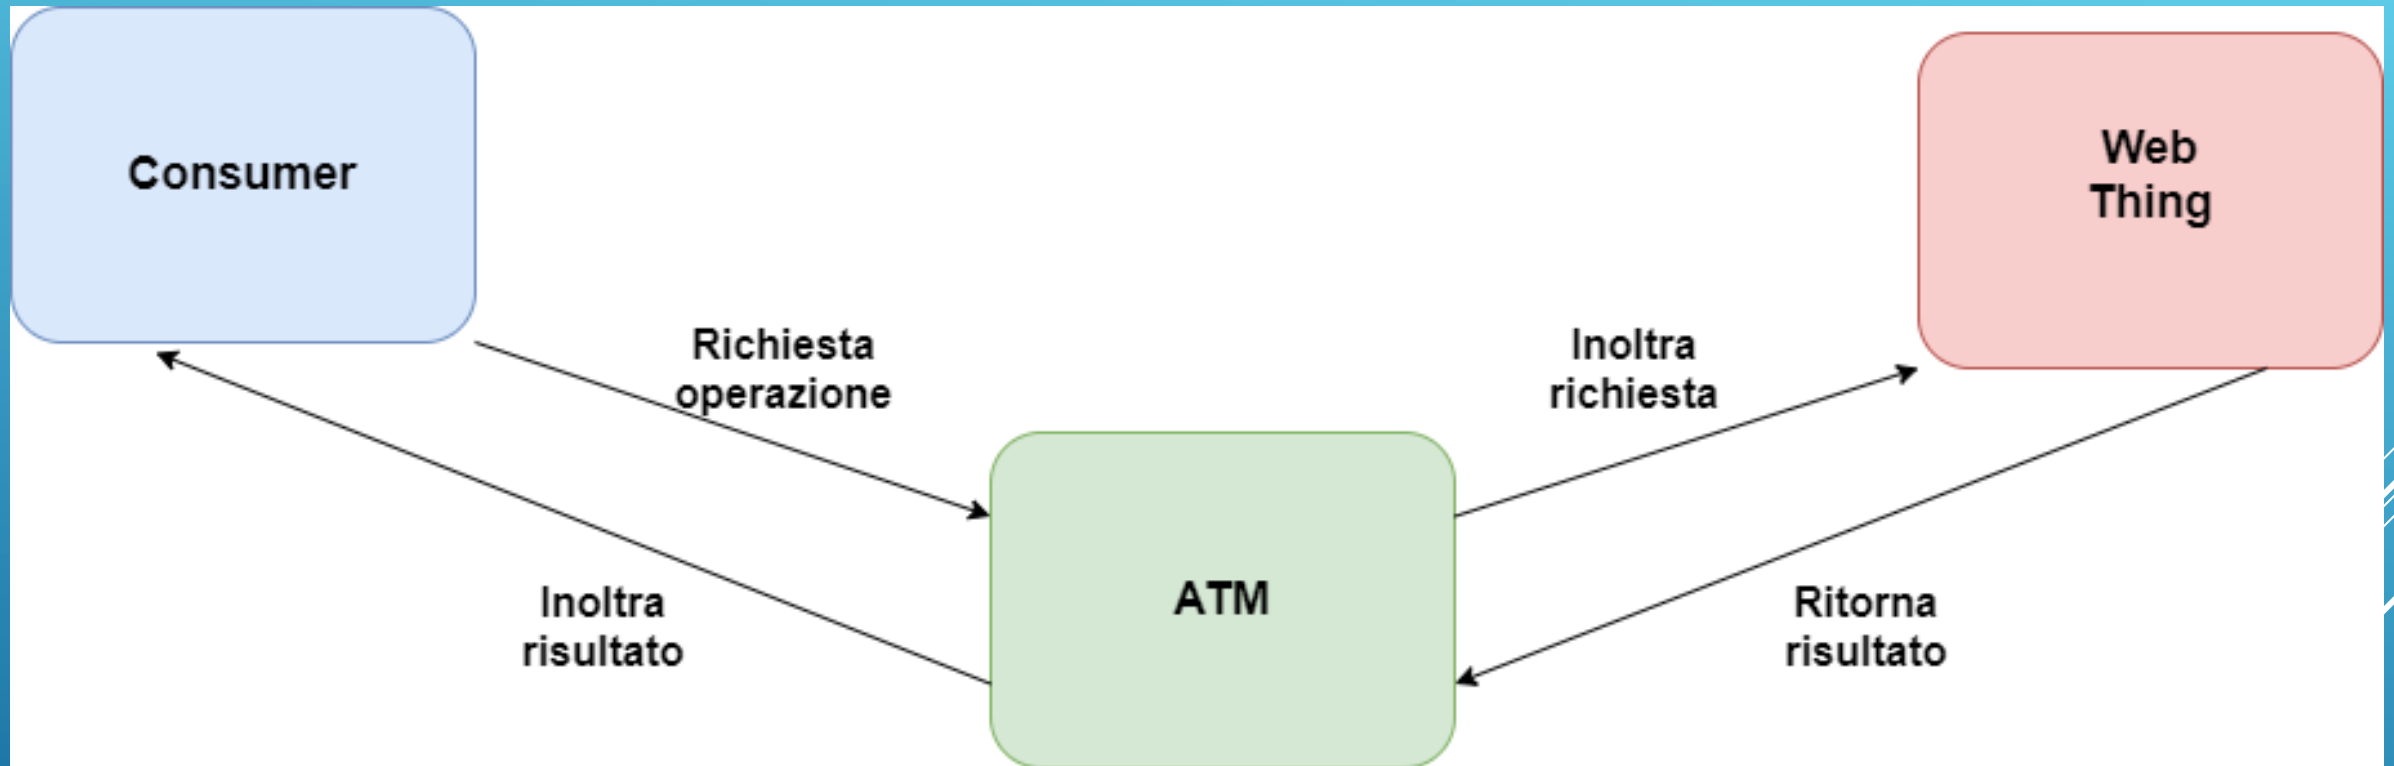 Consumer
Web
Thing
Richiesta
operazione
Inoltra
richiesta
ATM
Inoltra
risultato
Ritorna
risultato